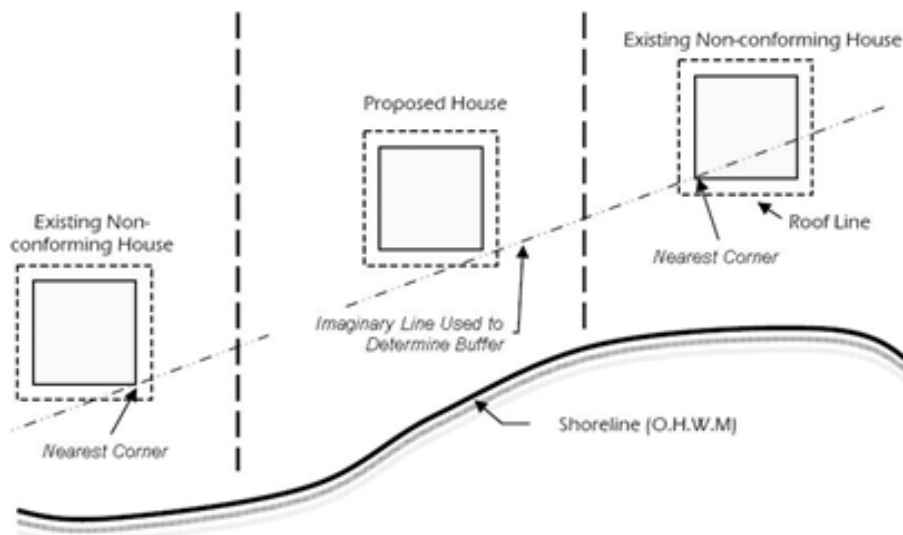 Existing Non-conforming House
Proposed House
Existing Non-
conforming House
Roof Line
Nearest Corner
Imaginary Line Used to
Determine Buffer
Shoreline (O.H.W.M)
Nearest Corner